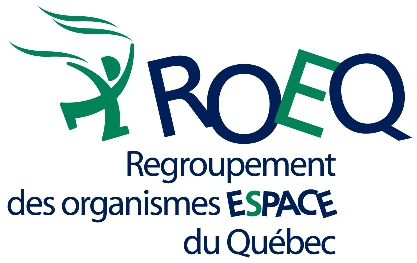 ROEQ
Regroupement
des organismes ESPACE
du Québec